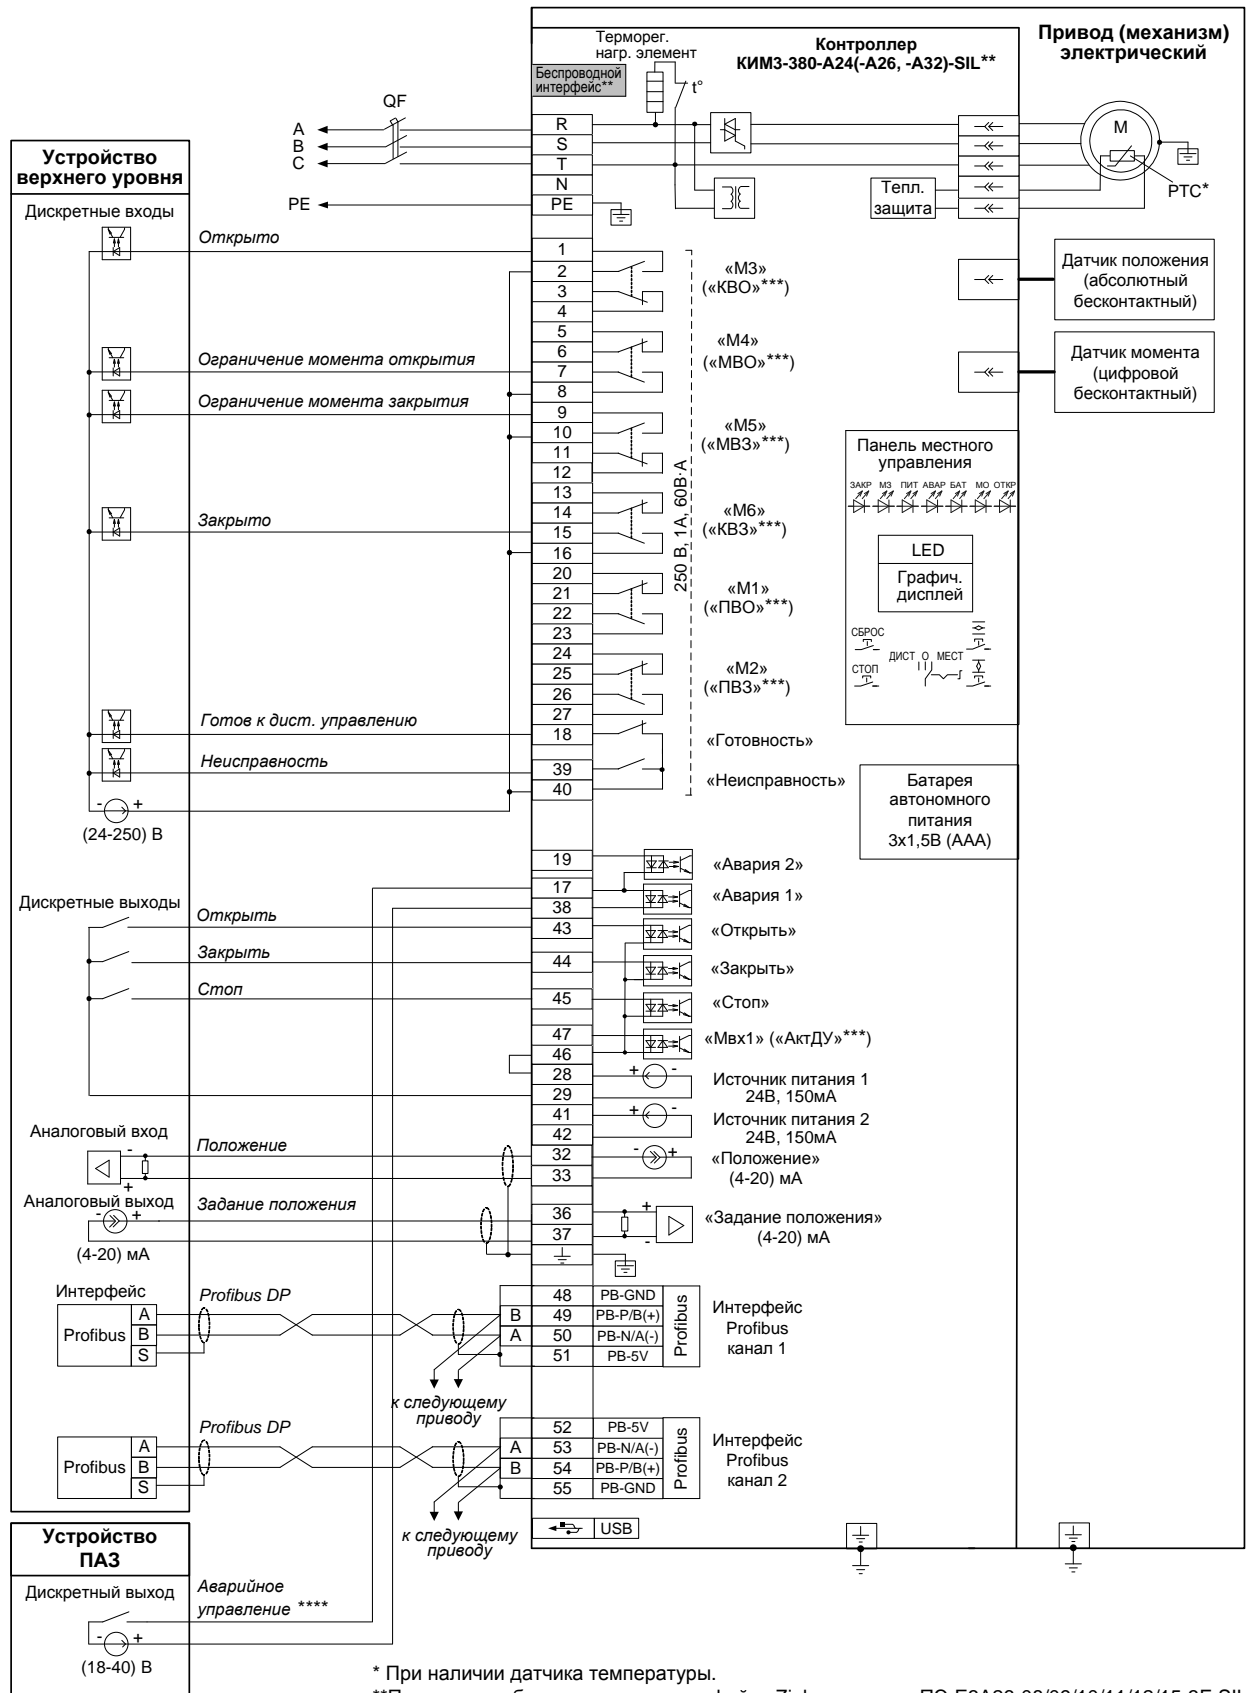 Привод (механизм)
электрический
Терморег.
нагр. элемент
Контроллер
КИМ3-380-А24(-А26, -А32)-SIL**
Беспроводной
интерфейс**
t°
QF
A
B
C
PE
R
S
T
N
PE
M
PTC*
Тепл.
защита
Устройство
верхнего уровня
Дискретные входы
Открыто
1
2
3
4
5
6
7
8
9
10
11
12
13
14
15
16
20
21
22
23
24
25
26
27
18
39
40
«М3»
(«КВО»***)
«М4»
(«МВО»***)
«М5»
(«МВЗ»***)
«М6»
(«КВЗ»***)
«М1»
(«ПВО»***)
«М2»
(«ПВЗ»***)
«Готовность»
«Неисправность»
250 В, 1А, 60В·А
Датчик положения
(абсолютный
бесконтактный)
Датчик момента
(цифровой
бесконтактный)
Ограничение момента открытия
Ограничение момента закрытия
Закрыто
Готов к дист. управлению
Неисправность
- +
(24-250) В
Панель местного
управления
ЗАКР МЗ ПИТ АВАР БАТ МО ОТКР
LED
Графич.
дисплей
СБРОС
СТОП
ДИСТ О МЕСТ
Батарея
автономного
питания
3х1,5В (ААА)
19
17
38
43
44
45
47
46
28
29
41
42
32
33
36
37
«Авария 2»
«Авария 1»
«Открыть»
«Закрыть»
«Стоп»
«Мвх1» («АктДУ»***)
+ -
Источник питания 1
24В, 150мА
+ -
Источник питания 2
24В, 150мА
- +
«Положение»
(4-20) мА
+
-
«Задание положения»
(4-20) мА
Дискретные выходы
Открыть
Закрыть
Стоп
Аналоговый вход
-
+
Положение
Аналоговый выход
- +
Задание положения
(4-20) мА
Интерфейс
Profibus
A
B
S
Profibus DP
B
A
48 PB-GND
49 PB-P/B(+)
50 PB-N/A(-)
51 PB-5V
Profibus
Интерфейс
Profibus
канал 1
к следующему
приводу
Profibus
A
B
S
Profibus DP
A
B
52 PB-5V
53 PB-N/A(-)
54 PB-P/B(+)
55 PB-GND
Profibus
Интерфейс
Profibus
канал 2
к следующему
приводу
USB
Устройство
ПАЗ
Дискретный выход
Аварийное
управление ****
- +
(18-40) В
* При наличии датчика температуры.